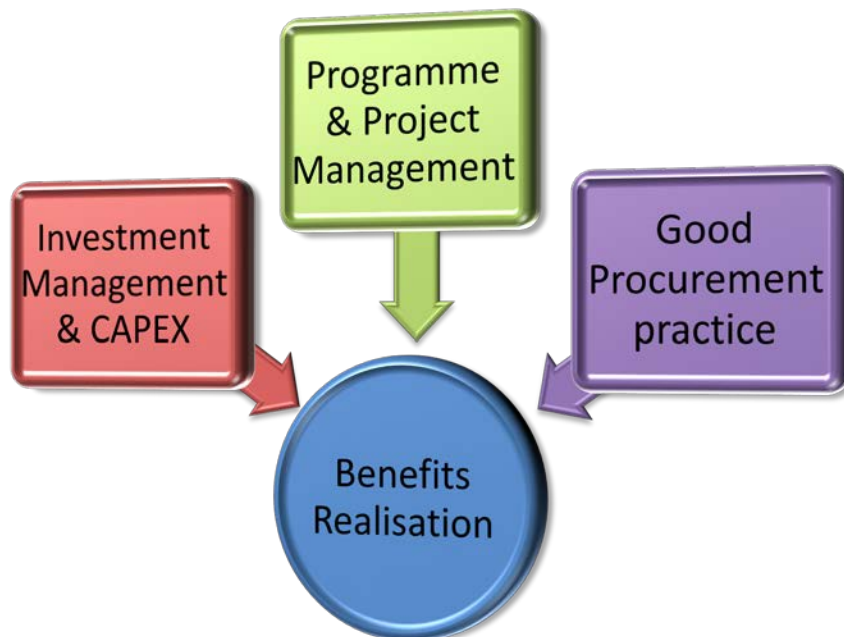 Programme
& Project
Management
Investment
Management
& CAPEX
Good
Procurement
practice
Benefits
Realisation